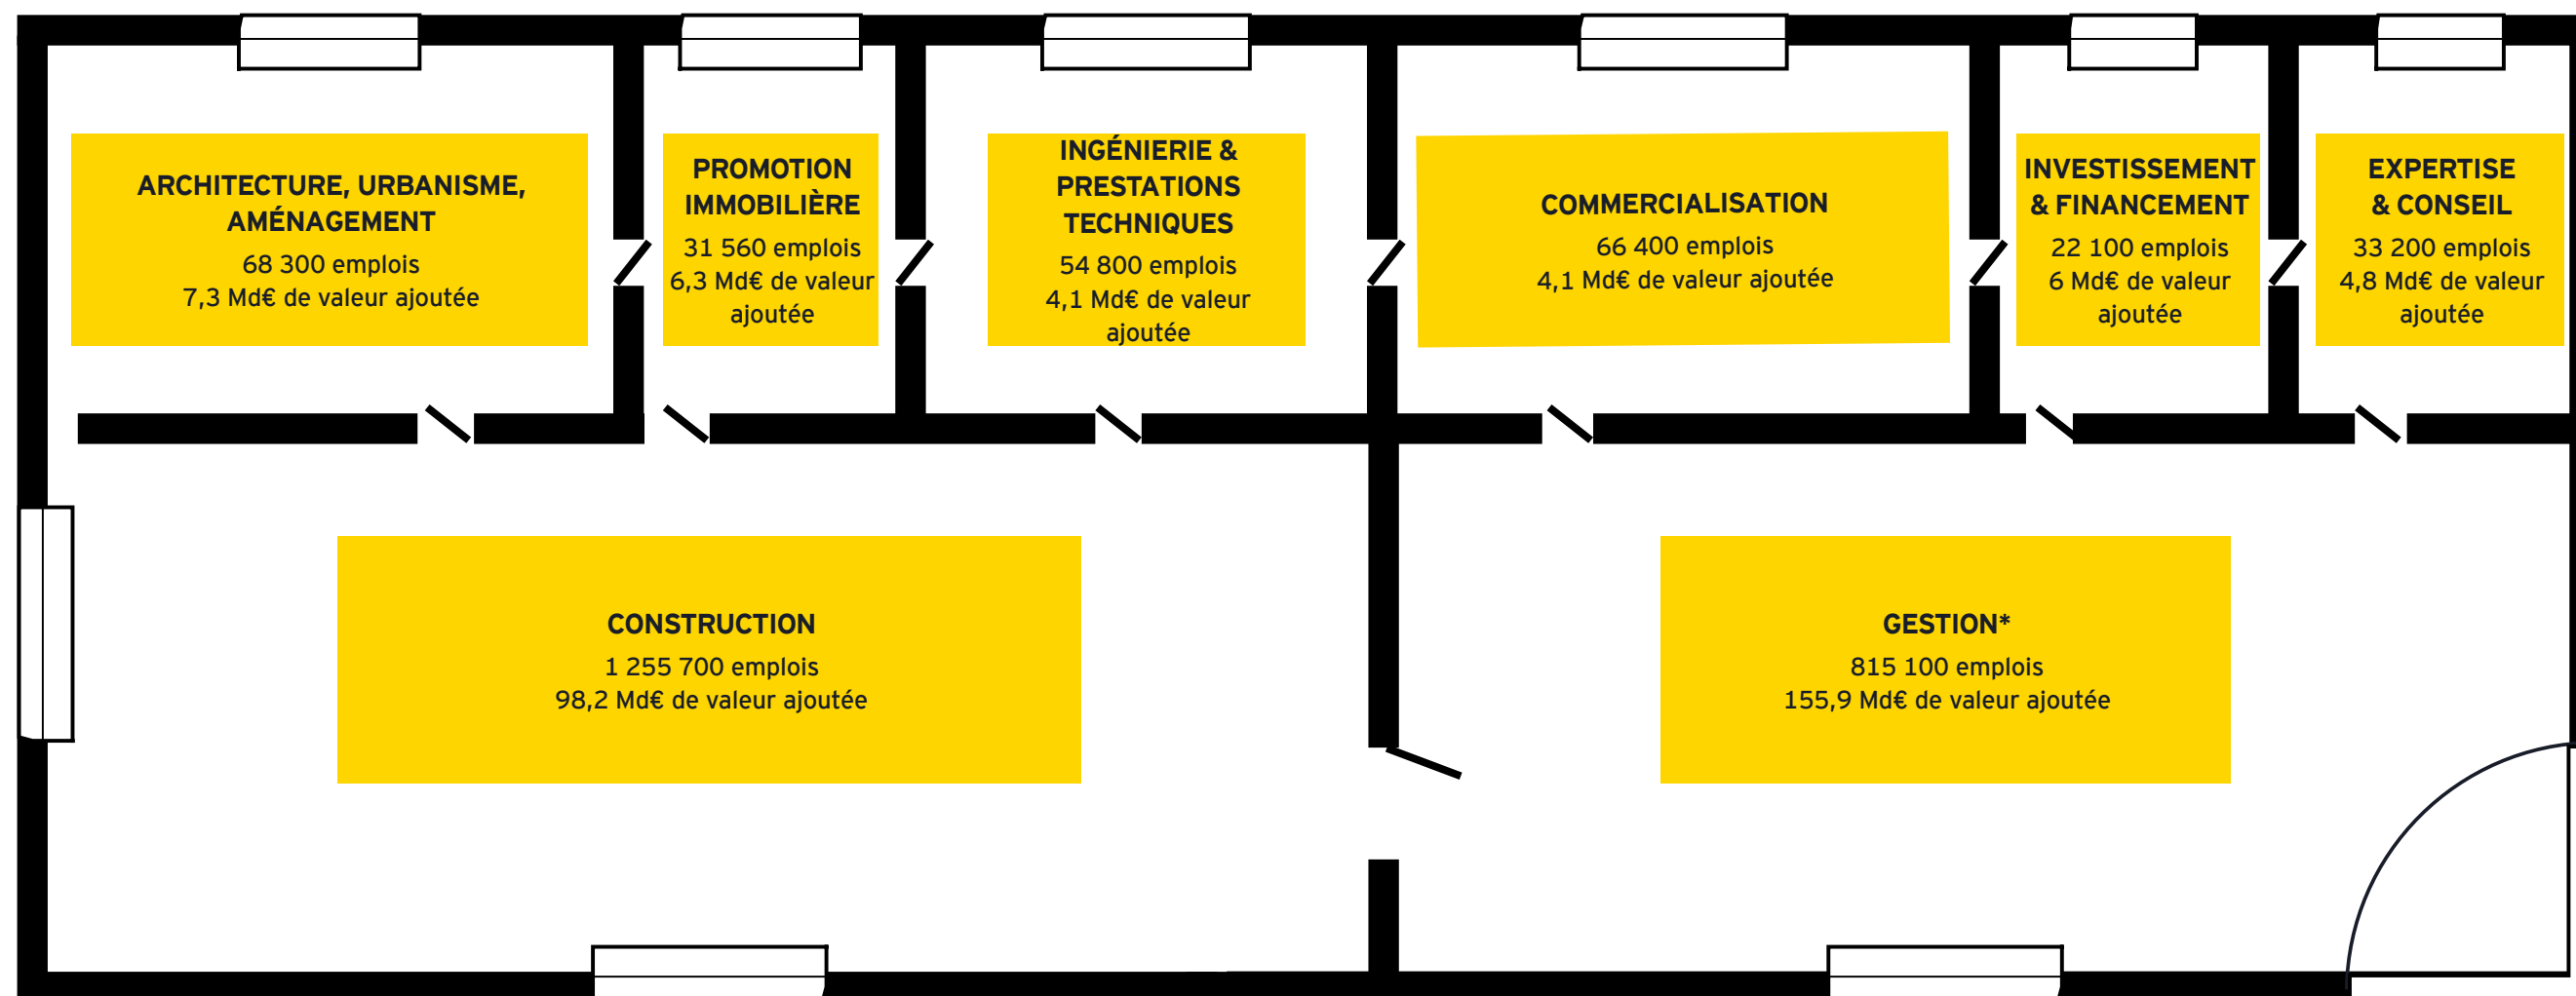 ARCHITECTURE, URBANISME,
AMÉNAGEMENT
68 300 emplois
7,3 Md€ de valeur ajoutée
PROMOTION
IMMOBILIÈRE
31 560 emplois
6,3 Md€ de valeur
ajoutée
INGÉNIERIE &
PRESTATIONS
TECHNIQUES
54 800 emplois
4,1 Md€ de valeur
ajoutée
COMMERCIALISATION
66 400 emplois
4,1 Md€ de valeur ajoutée
INVESTISSEMENT
& FINANCEMENT
22 100 emplois
6 Md€ de valeur
ajoutée
EXPERTISE
& CONSEIL
33 200 emplois
4,8 Md€ de valeur
ajoutée
CONSTRUCTION
1 255 700 emplois
98,2 Md€ de valeur ajoutée
GESTION*
815 100 emplois
155,9 Md€ de valeur ajoutée